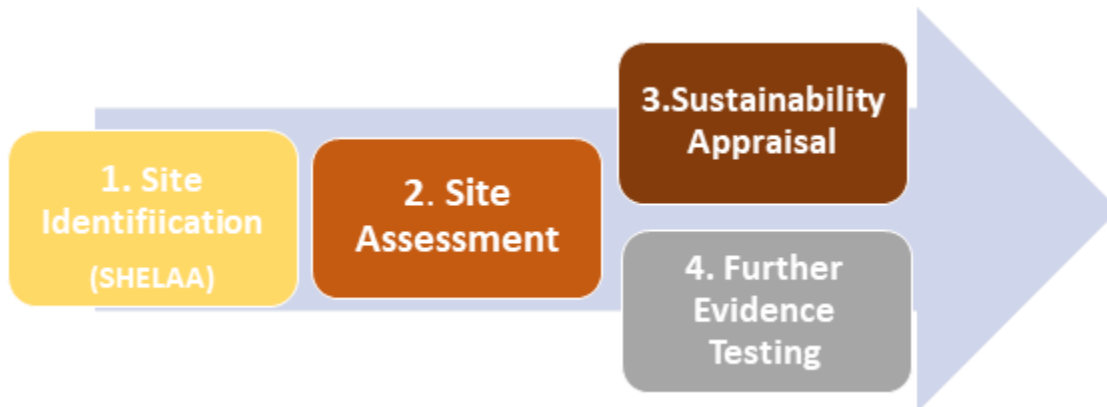 1. Site
Identifiication
(SHELAA)
2. Site
Assessment
3.Sustainability
Appraisal
4. Further
Evidence
Testing